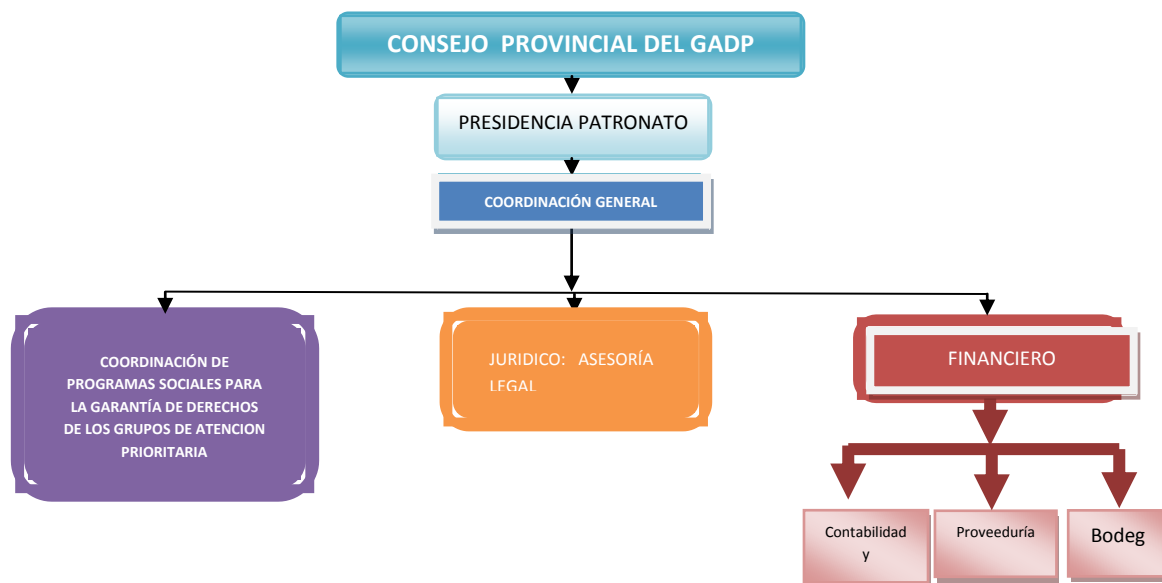 CONSEJO PROVINCIAL DEL GADP
PRESIDENCIA PATRONATO
COORDINACIÓN GENERAL
COORDINACIÓN DE
PROGRAMAS SOCIALES PARA
LA GARANTÍA DE DERECHOS
DE LOS GRUPOS DE ATENCION
PRIORITARIA
JURIDICO: ASESORÍA
LEGAL
FINANCIERO
Contabilidad
y
Proveeduría
Bodeg